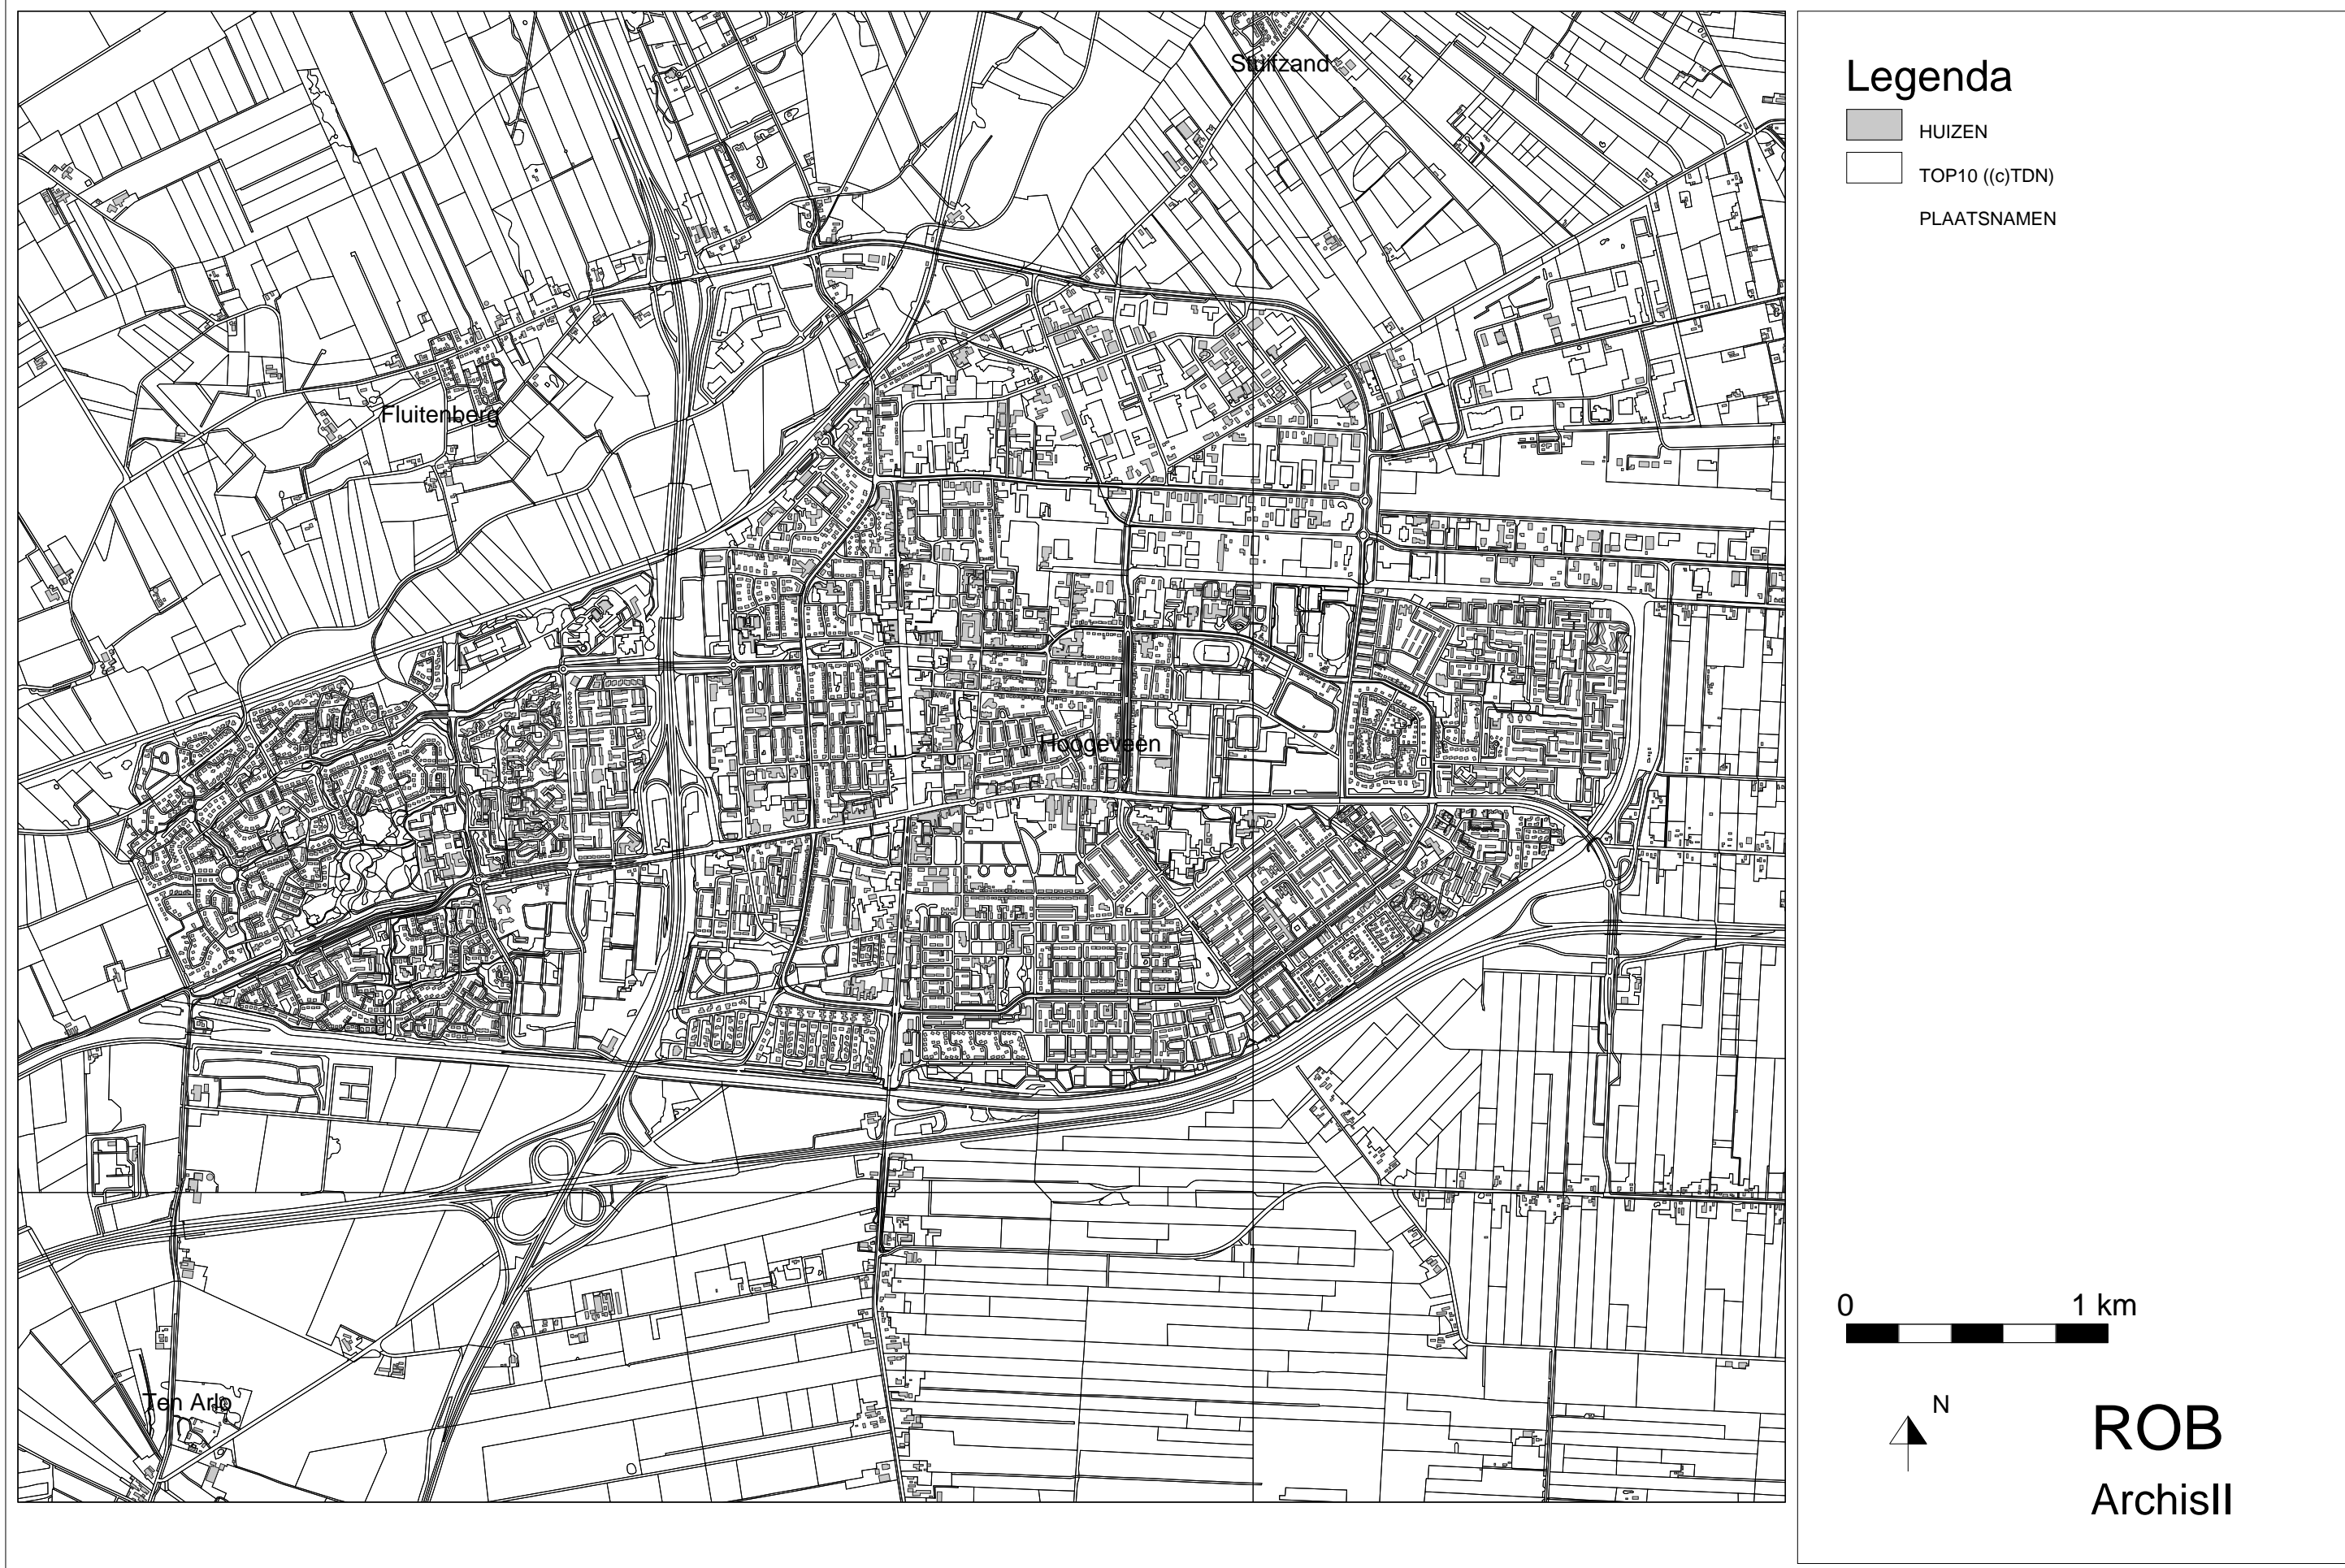 Stuifzand
Fluitenberg
Hoogeveen
Ten Arlo
Legenda
HUIZEN
TOP10 ((c)TDN)
PLAATSNAMEN
0 1 km
N
ROB
ArchisII